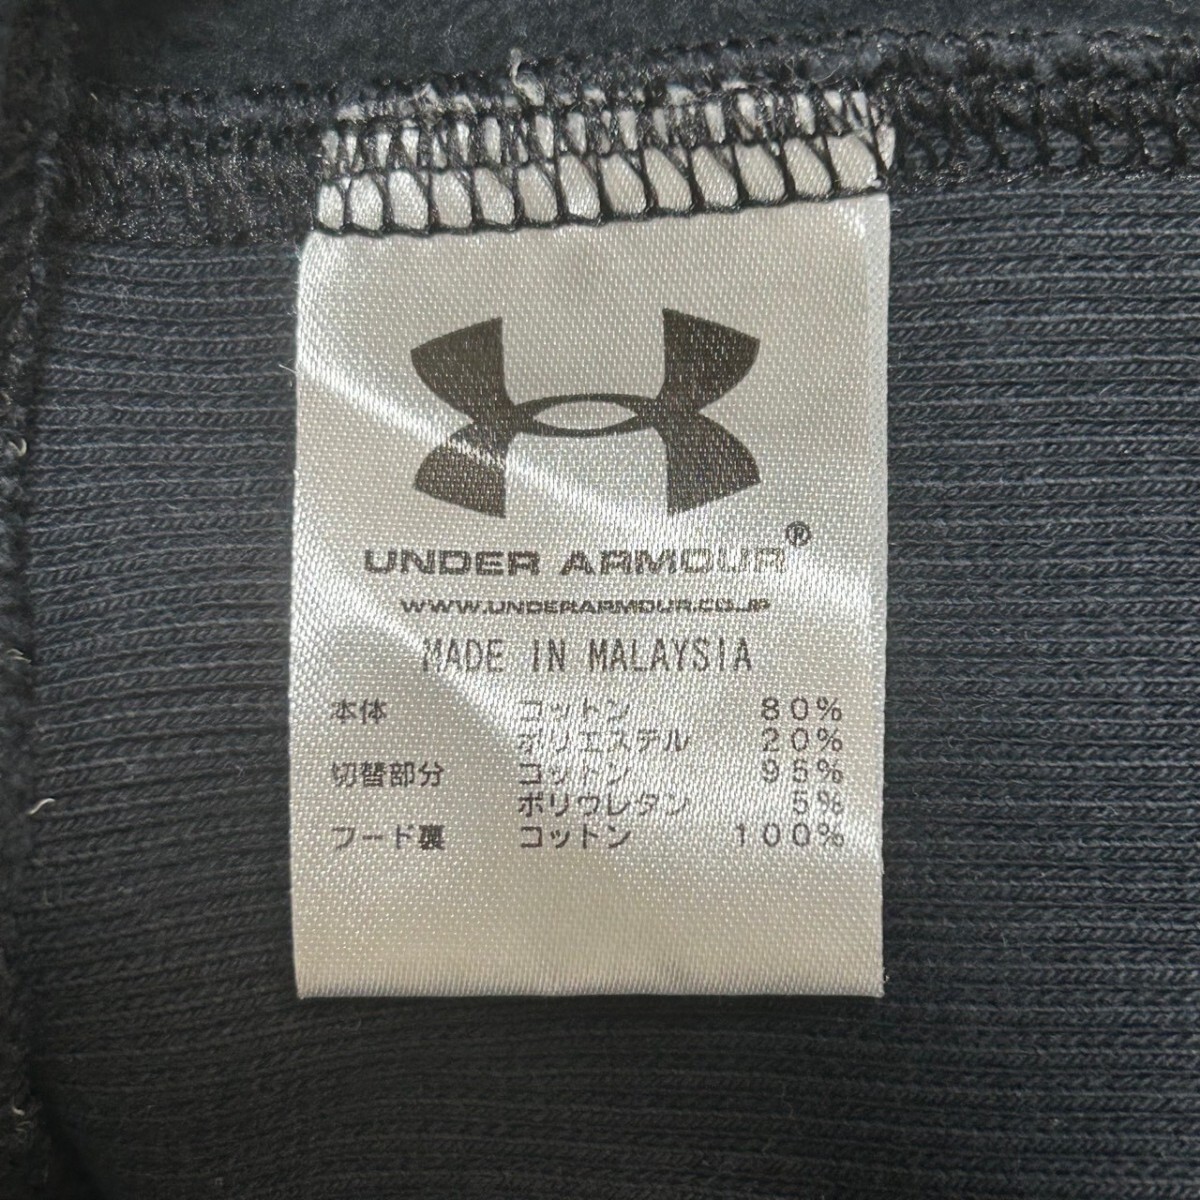 UNDER ARMOUR®
WWW.UNDERARMOUR.CO.JP
MADE IN MALAYSIA
本体 コットン 80%
ポリエステル 20%
切替部分 コットン 95%
ポリウレタン 5%
フード裏 コットン 100%